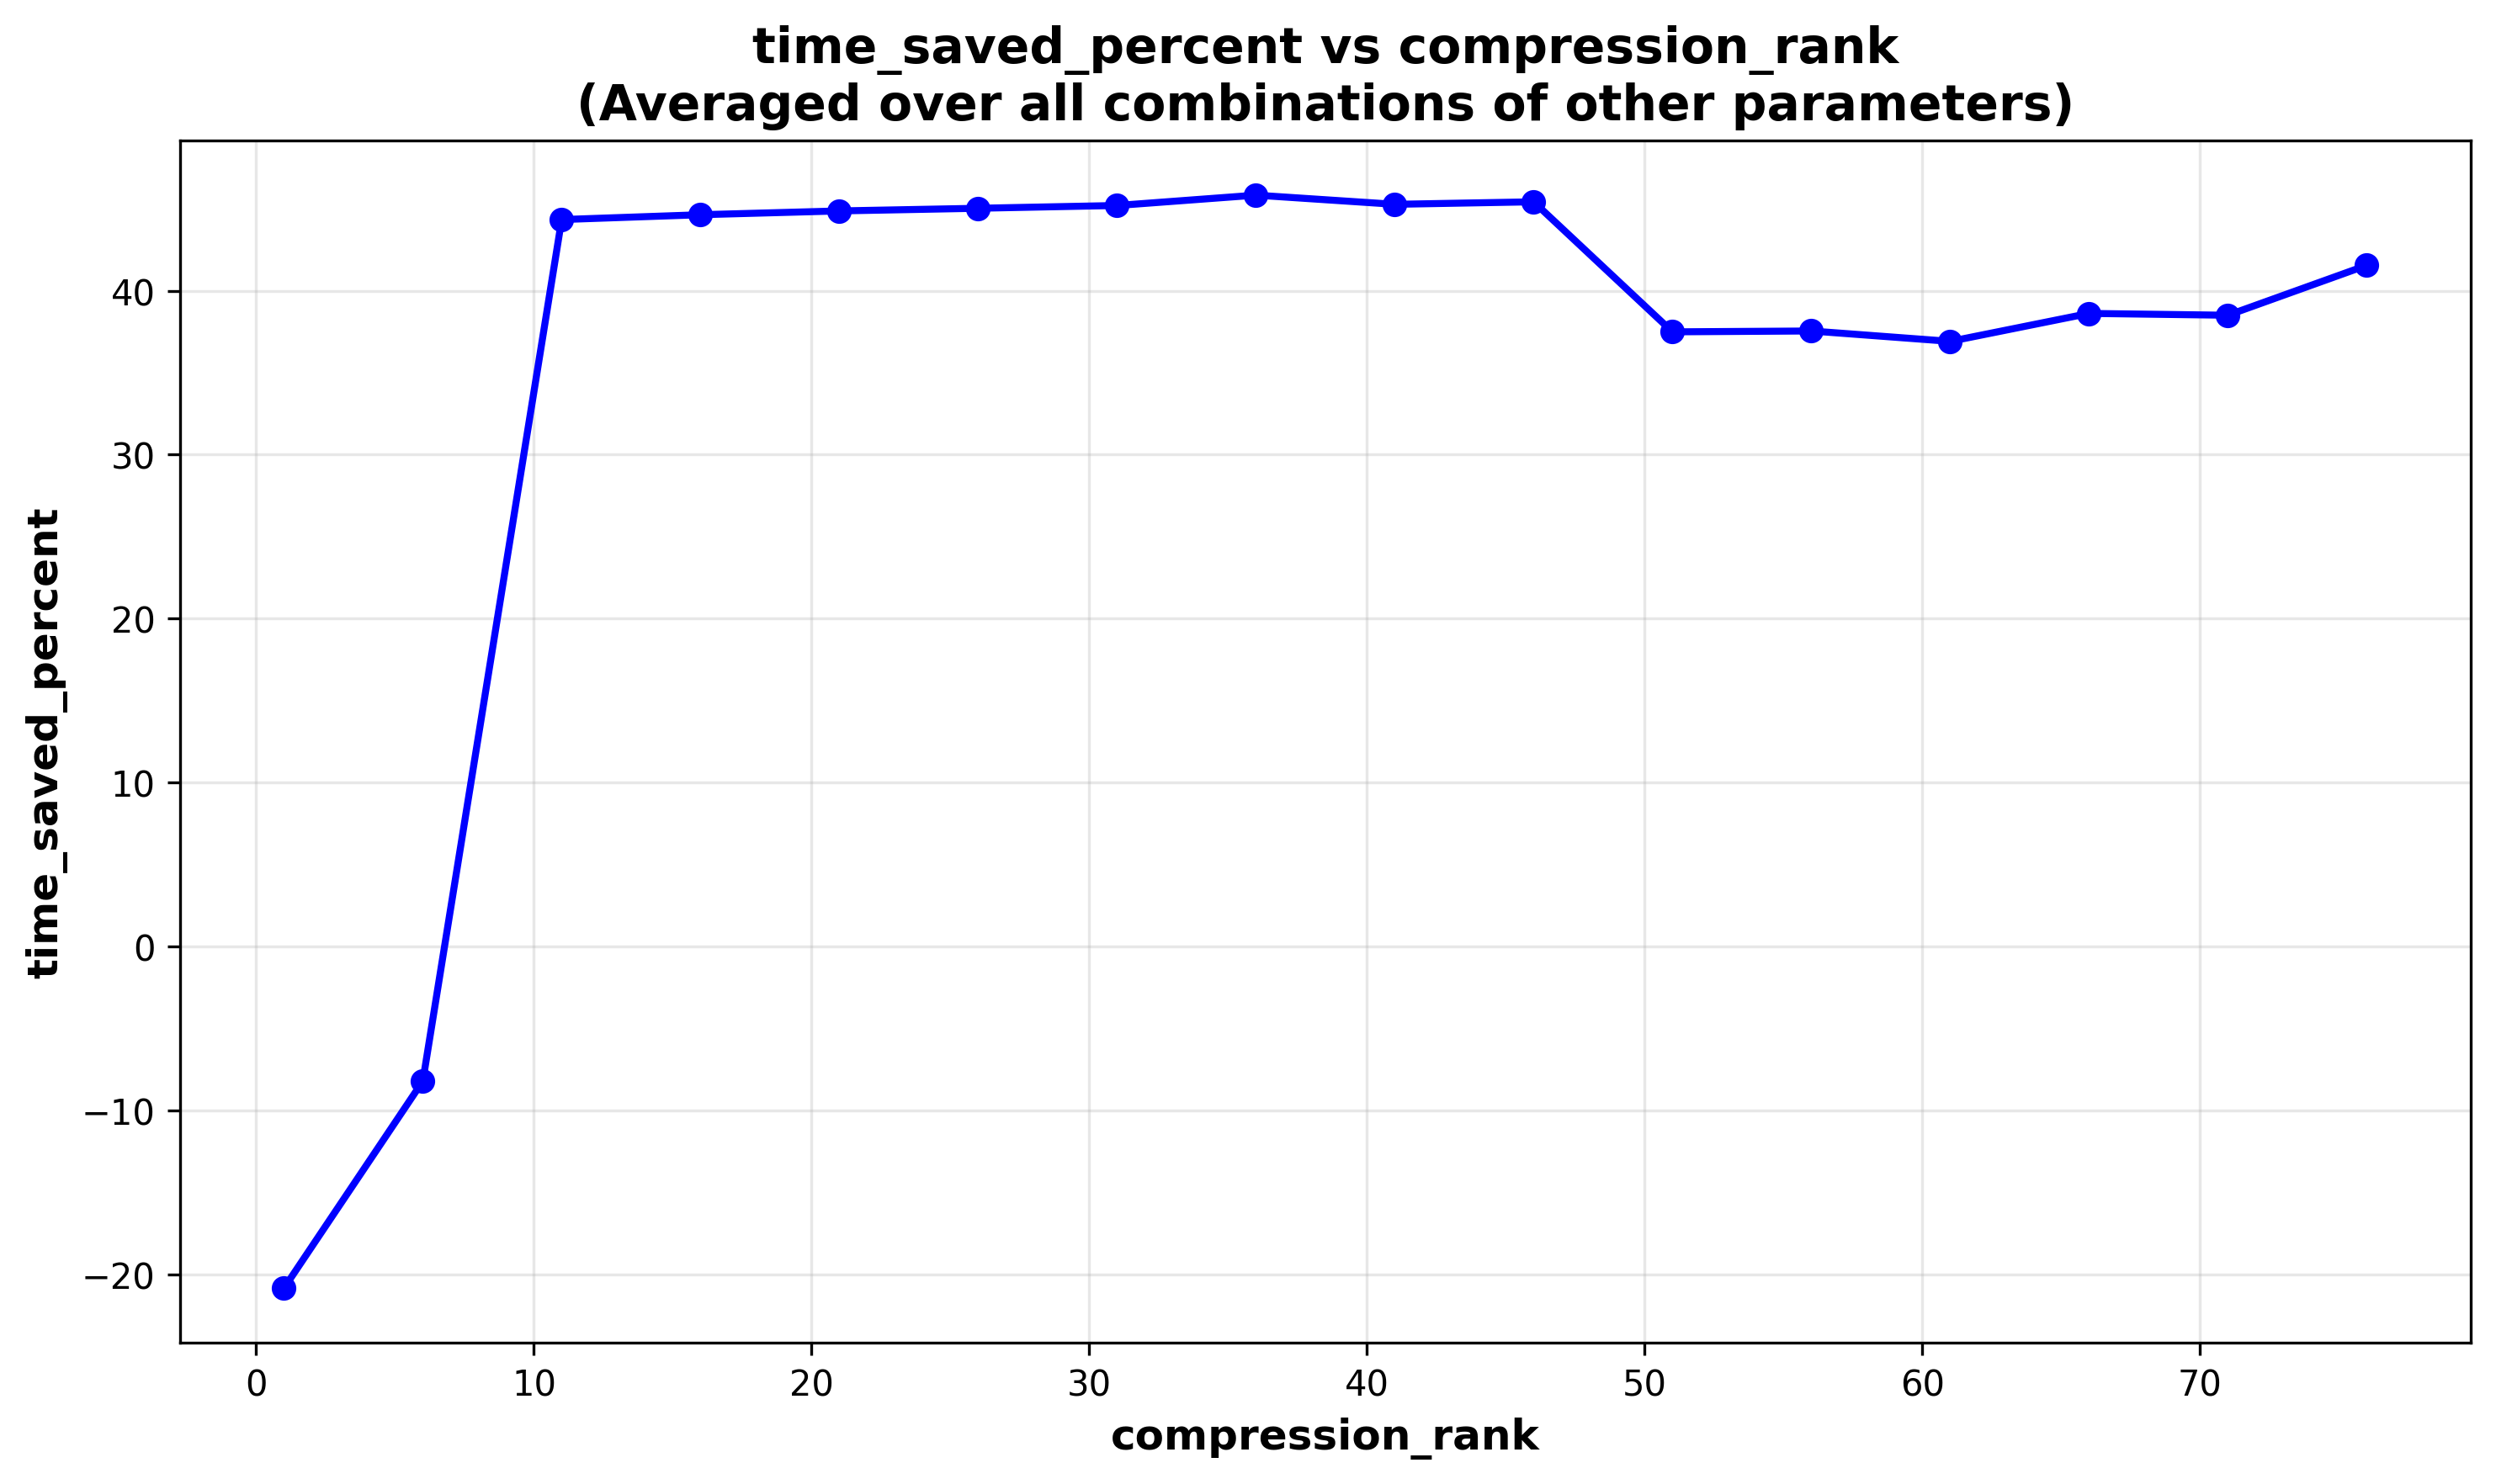 time_saved_percent vs compression_rank
(Averaged over all combinations of other parameters)
time_saved_percent
40
30
20
10
0
−10
−20
0 10 20 30 40 50 60 70
compression_rank